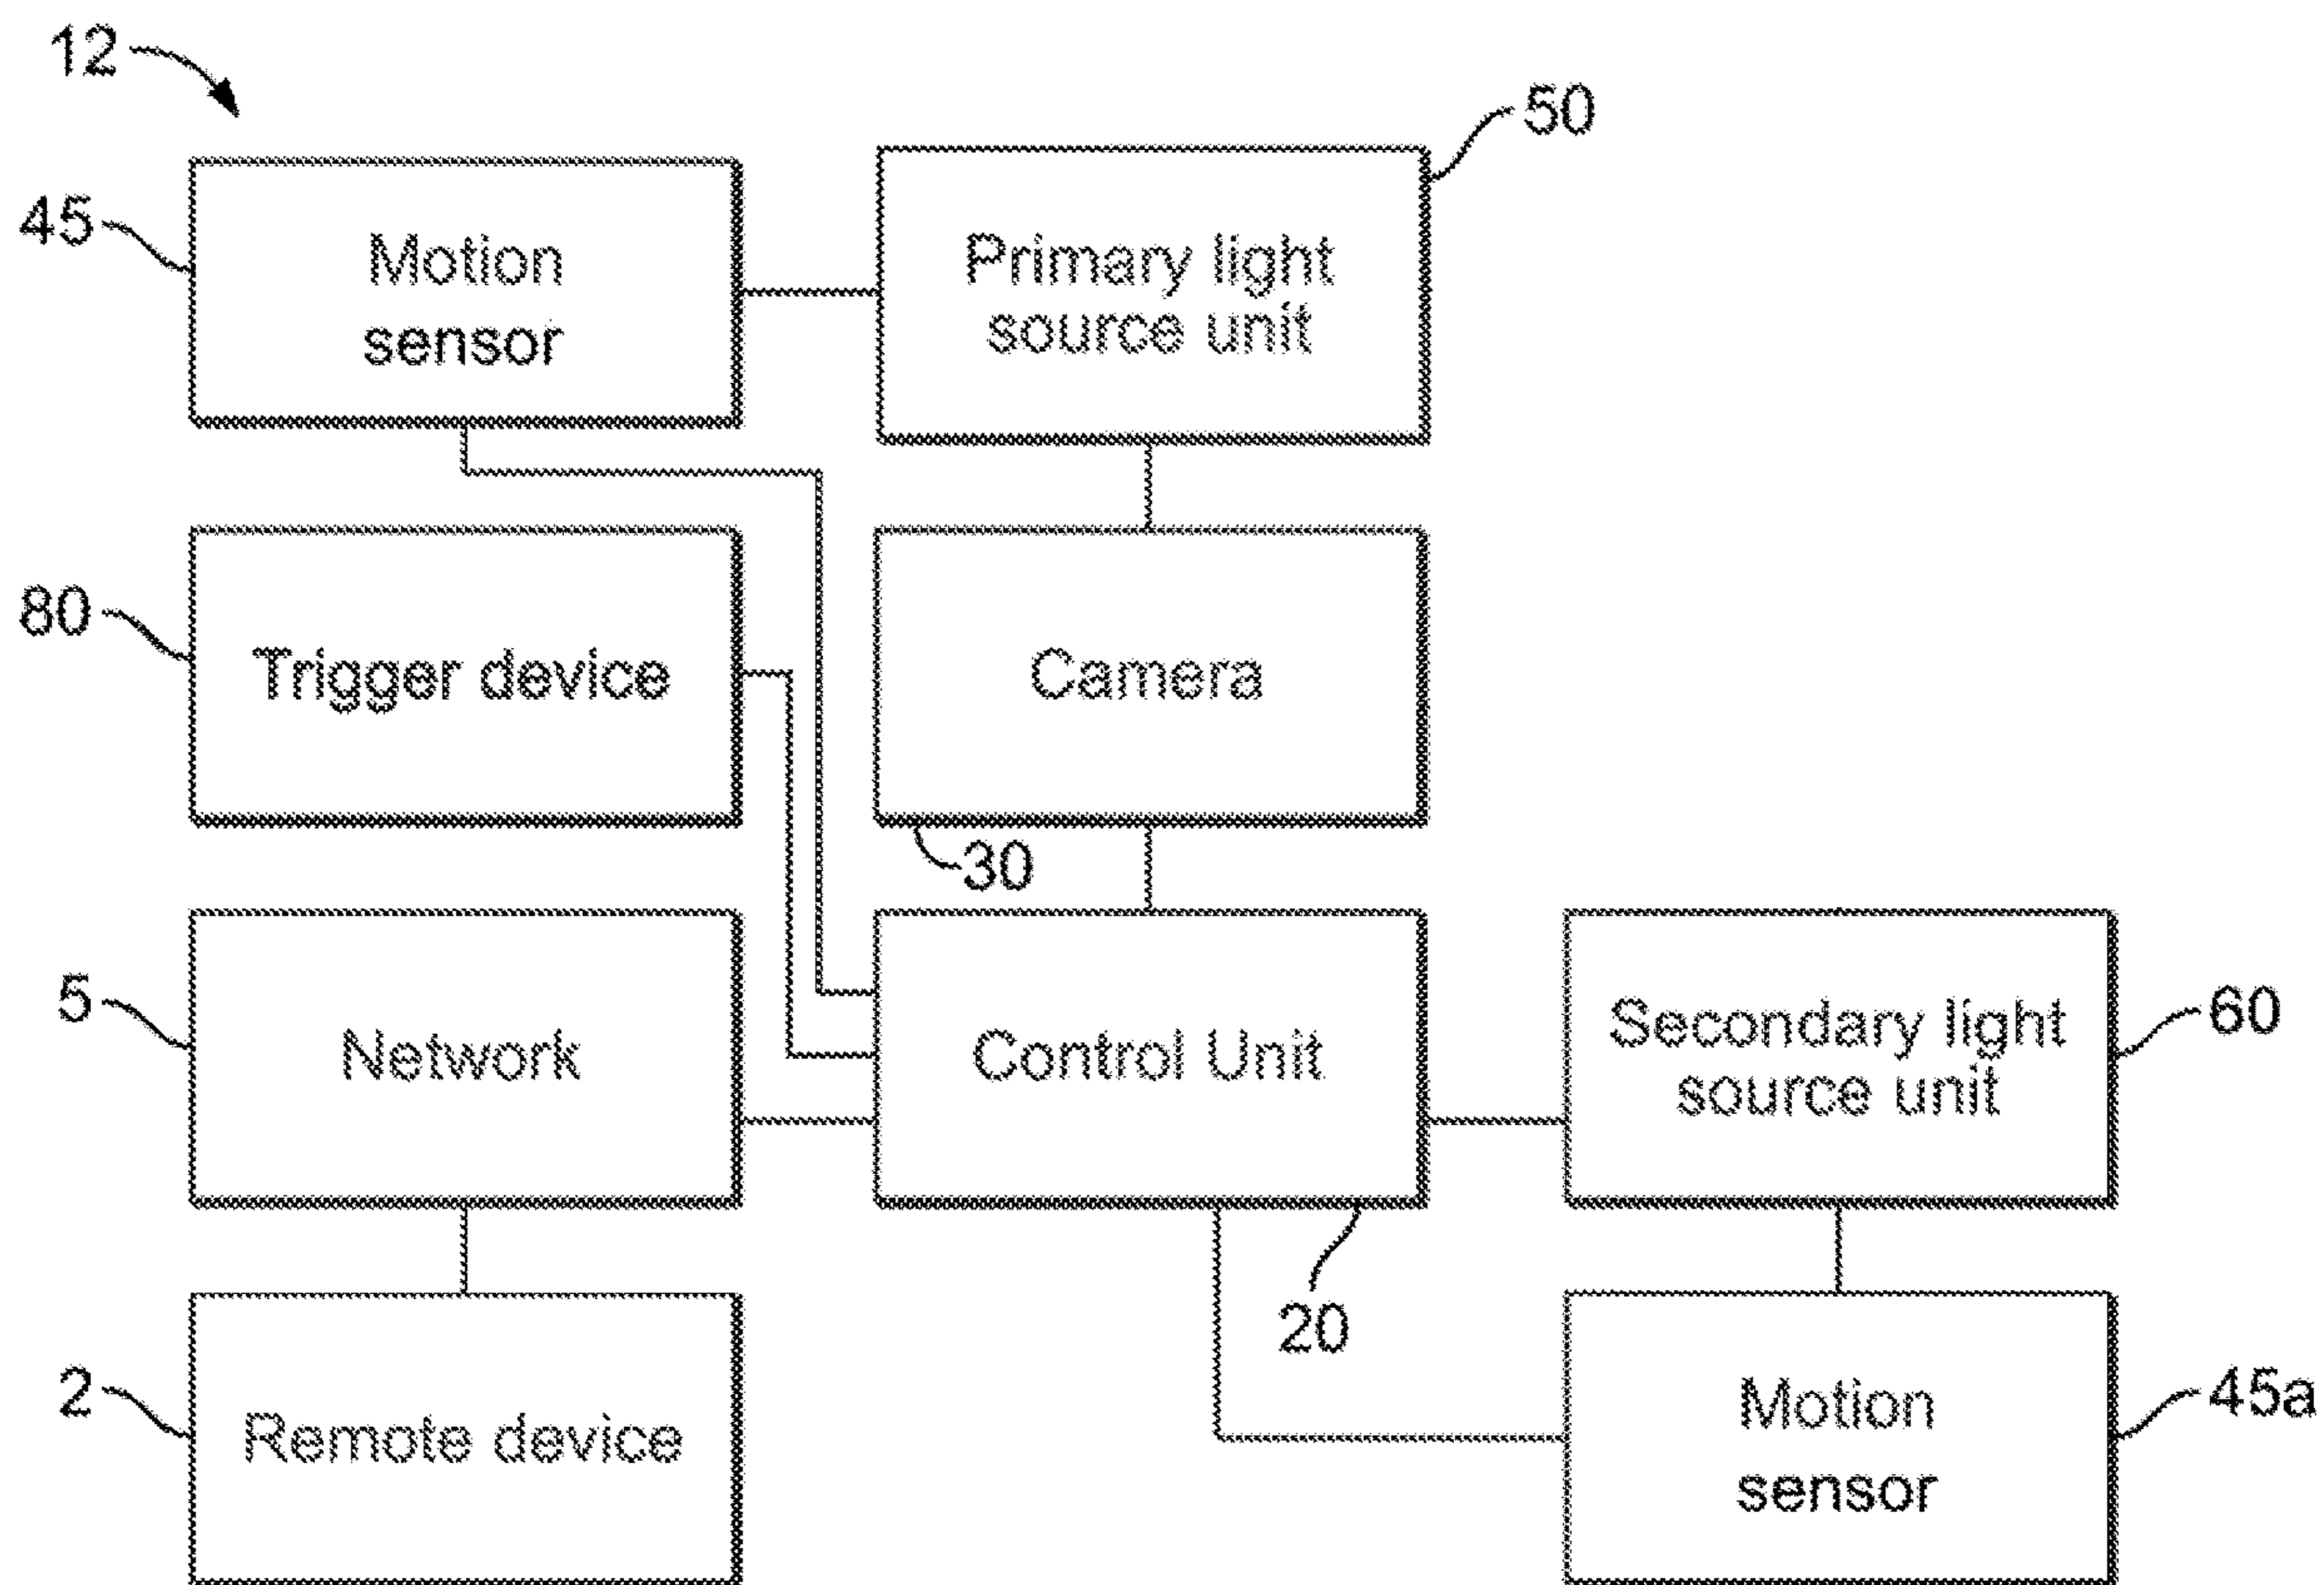 12
50
45
Motion
sensor
Primary light
source unit
80
Trigger device
Camera
30
5
Network
Control Unit
Secondary light
source unit
60
20
2
Remote device
Motion
sensor
45a